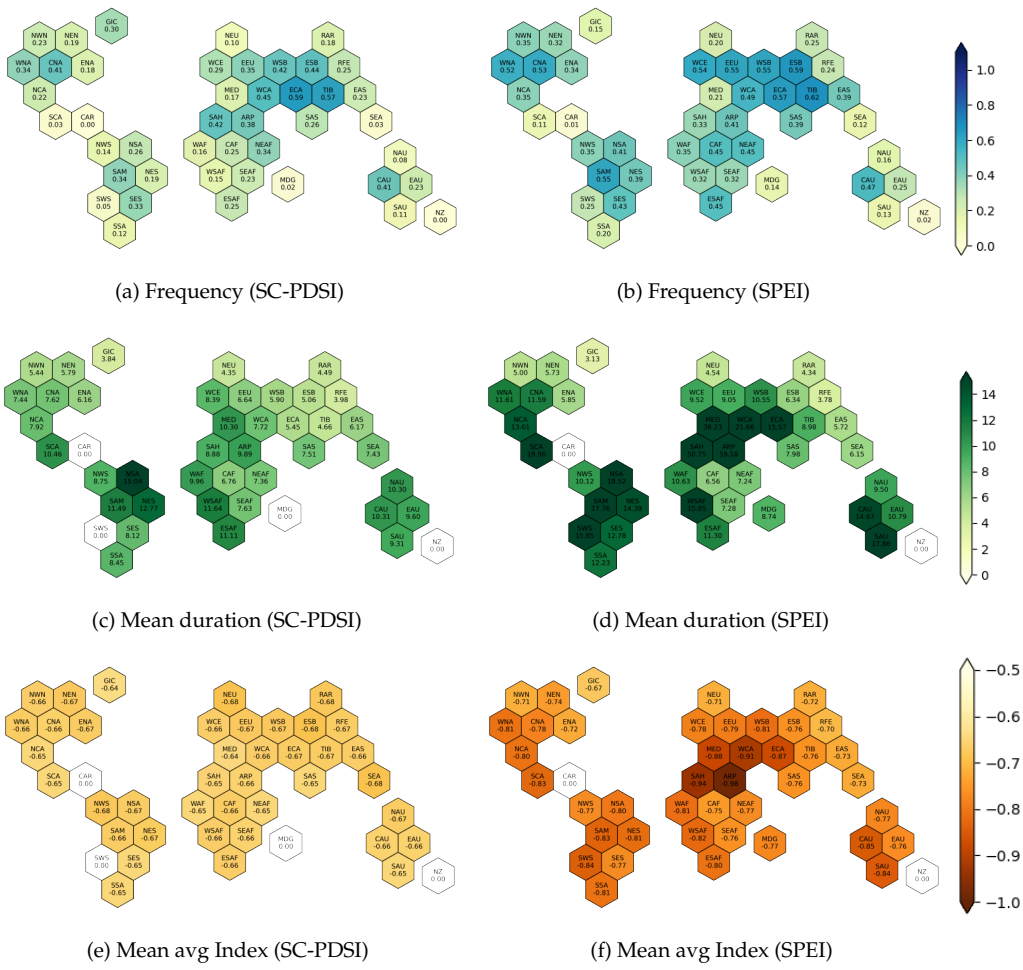 GIC
0.30
NWN NEN
0.23 0.19
WNA CNA ENA
0.34 0.41 0.18
NCA
0.22
SCA CAR
0.03 0.00
NWS NSA
0.14 0.26
SAM NES
0.34 0.19
SWS SES
0.05 0.33
SSA
0.12
NEU RAR
0.10 0.18
WCE EEU WSB ESB RFE
0.29 0.35 0.42 0.44 0.25
MED WCA ECA TIB EAS
0.17 0.45 0.59 0.57 0.23
SAH ARP SAS SEA
0.42 0.38 0.26 0.03
WAF CAF NEAF
0.16 0.25 0.34
WSAF SEAF MDG
0.15 0.23 0.02
ESAF
0.25
NAU
0.08
CAU EAU
0.41 0.23
SAU NZ
0.11 0.00
(a) Frequency (SC-PDSI)
GIC
0.15
NWN NEN
0.35 0.32
WNA CNA ENA
0.52 0.53 0.34
NCA
0.35
SCA CAR
0.11 0.01
NWS NSA
0.35 0.41
SAM NES
0.55 0.39
SWS SES
0.25 0.43
SSA
0.20
NEU RAR
0.20 0.25
WCE EEU WSB ESB RFE
0.54 0.55 0.55 0.59 0.24
MED WCA ECA TIB EAS
0.21 0.49 0.57 0.62 0.39
SAH ARP SAS SEA
0.33 0.41 0.39 0.12
WAF CAF NEAF
0.35 0.45 0.45
WSAF SEAF MDG
0.32 0.32 0.14
ESAF
0.45
NAU
0.16
CAU EAU
0.47 0.25
SAU NZ
0.13 0.02
1.0
0.8
0.6
0.4
0.2
0.0
(b) Frequency (SPEI)
GIC
3.84
NWN NEN
5.44 5.79
WNA CNA ENA
7.44 7.62 6.16
NCA
7.92
SCA CAR
10.46 0.00
NWS NSA
8.75 15.04
SAM NES
11.49 12.77
SWS SES
0.00 8.12
SSA
8.45
NEU RAR
4.35 4.49
WCE EEU WSB ESB RFE
8.39 6.64 5.90 5.06 3.98
MED WCA ECA TIB EAS
10.30 7.72 5.45 4.66 6.17
SAH ARP SAS SEA
8.88 9.89 7.51 7.43
WAF CAF NEAF
9.96 6.76 7.36
WSAF SEAF MDG
11.64 7.63 0.00
ESAF
11.11
NAU
10.30
CAU EAU
10.31 9.60
SAU NZ
9.31 0.00
(c) Mean duration (SC-PDSI)
GIC
3.13
NWN NEN
5.00 5.73
WNA CNA ENA
11.61 11.59 5.85
NCA
13.61
SCA CAR
0.00
NWS NSA
10.12
SAM NES
17.76 14.39
SWS SES
15.85 12.78
SSA
12.23
NEU RAR
4.54 4.34
WCE EEU WSB ESB RFE
9.52 9.05 10.55 6.34 3.78
MED WCA ECA TIB EAS
36.23 21.66 15.57 8.98 5.72
SAH ARP SAS SEA
50.75 59.58 7.98 6.15
WAF CAF NEAF
10.63 6.56 7.24
WSAF SEAF MDG
15.05 7.28 8.74
ESAF
11.30
NAU
9.50
CAU EAU
14.67 10.79
SAU NZ
17.96 0.00
14
12
10
8
6
4
2
0
(d) Mean duration (SPEI)
GIC
-0.64
NWN NEN
-0.66 -0.67
WNA CNA ENA
-0.66 -0.66 -0.67
NCA
-0.65
SCA CAR
-0.65 0.00
NWS NSA
-0.68 -0.67
SAM NES
-0.66 -0.67
SWS SES
0.00 -0.65
SSA
-0.65
NEU RAR
-0.68 -0.68
WCE EEU WSB ESB RFE
-0.66 -0.66 -0.67 -0.68 -0.67
MED WCA ECA TIB EAS
-0.64 -0.66 -0.67 -0.67 -0.66
SAH ARP SAS SEA
-0.65 -0.66 -0.65 -0.68
WAF CAF NEAF
-0.65 -0.66 -0.65
WSAF SEAF MDG
-0.66 -0.66 0.00
ESAF
-0.66
NAU
-0.67
CAU EAU
-0.66 -0.66
SAU NZ
-0.65 0.00
(e) Mean avg Index (SC-PDSI)
GIC
-0.67
NWN NEN
-0.71 -0.74
WNA CNA ENA
-0.81 -0.78 -0.72
NCA
-0.80
SCA CAR
-0.83 0.00
NWS NSA
-0.77 -0.80
SAM NES
-0.83 -0.81
SWS SES
-0.84 -0.77
SSA
-0.81
NEU RAR
-0.71 -0.72
WCE EEU WSB ESB RFE
-0.78 -0.79 -0.81 -0.76 -0.70
MED WCA ECA TIB EAS
-0.88 -0.91 -0.87 -0.76 -0.73
SAH ARP SAS SEA
-0.94 -0.98 -0.76 -0.73
WAF CAF NEAF
-0.81 -0.75 -0.77
WSAF SEAF MDG
-0.82 -0.76 -0.77
ESAF
-0.80
NAU
-0.77
CAU EAU
-0.85 -0.76
SAU NZ
-0.84 0.00
−0.5
−0.6
−0.7
−0.8
−0.9
−1.0
(f) Mean avg Index (SPEI)